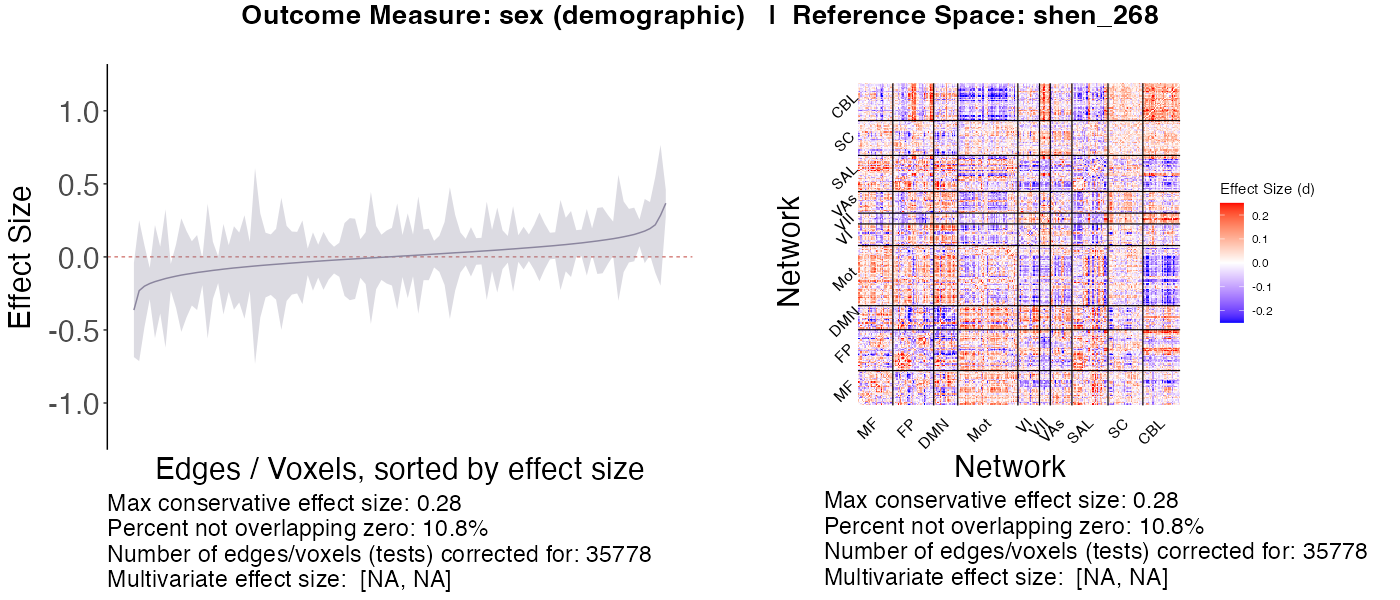 Outcome Measure: sex (demographic) | Reference Space: shen_268
Effect Size
1.0
0.5
0.0
-0.5
-1.0
Edges / Voxels, sorted by effect size
Max conservative effect size: 0.28
Percent not overlapping zero: 10.8%
Number of edges/voxels (tests) corrected for: 35778
Multivariate effect size: [NA, NA]
Network
CBL
SC
SAL
VAs
VII
VI
Mot
DMN
FP
MF
MF FP DMN Mot VI VII VAs SAL SC CBL
Network
Effect Size (d)
0.2
0.1
0.0
-0.1
-0.2
Max conservative effect size: 0.28
Percent not overlapping zero: 10.8%
Number of edges/voxels (tests) corrected for: 35778
Multivariate effect size: [NA, NA]